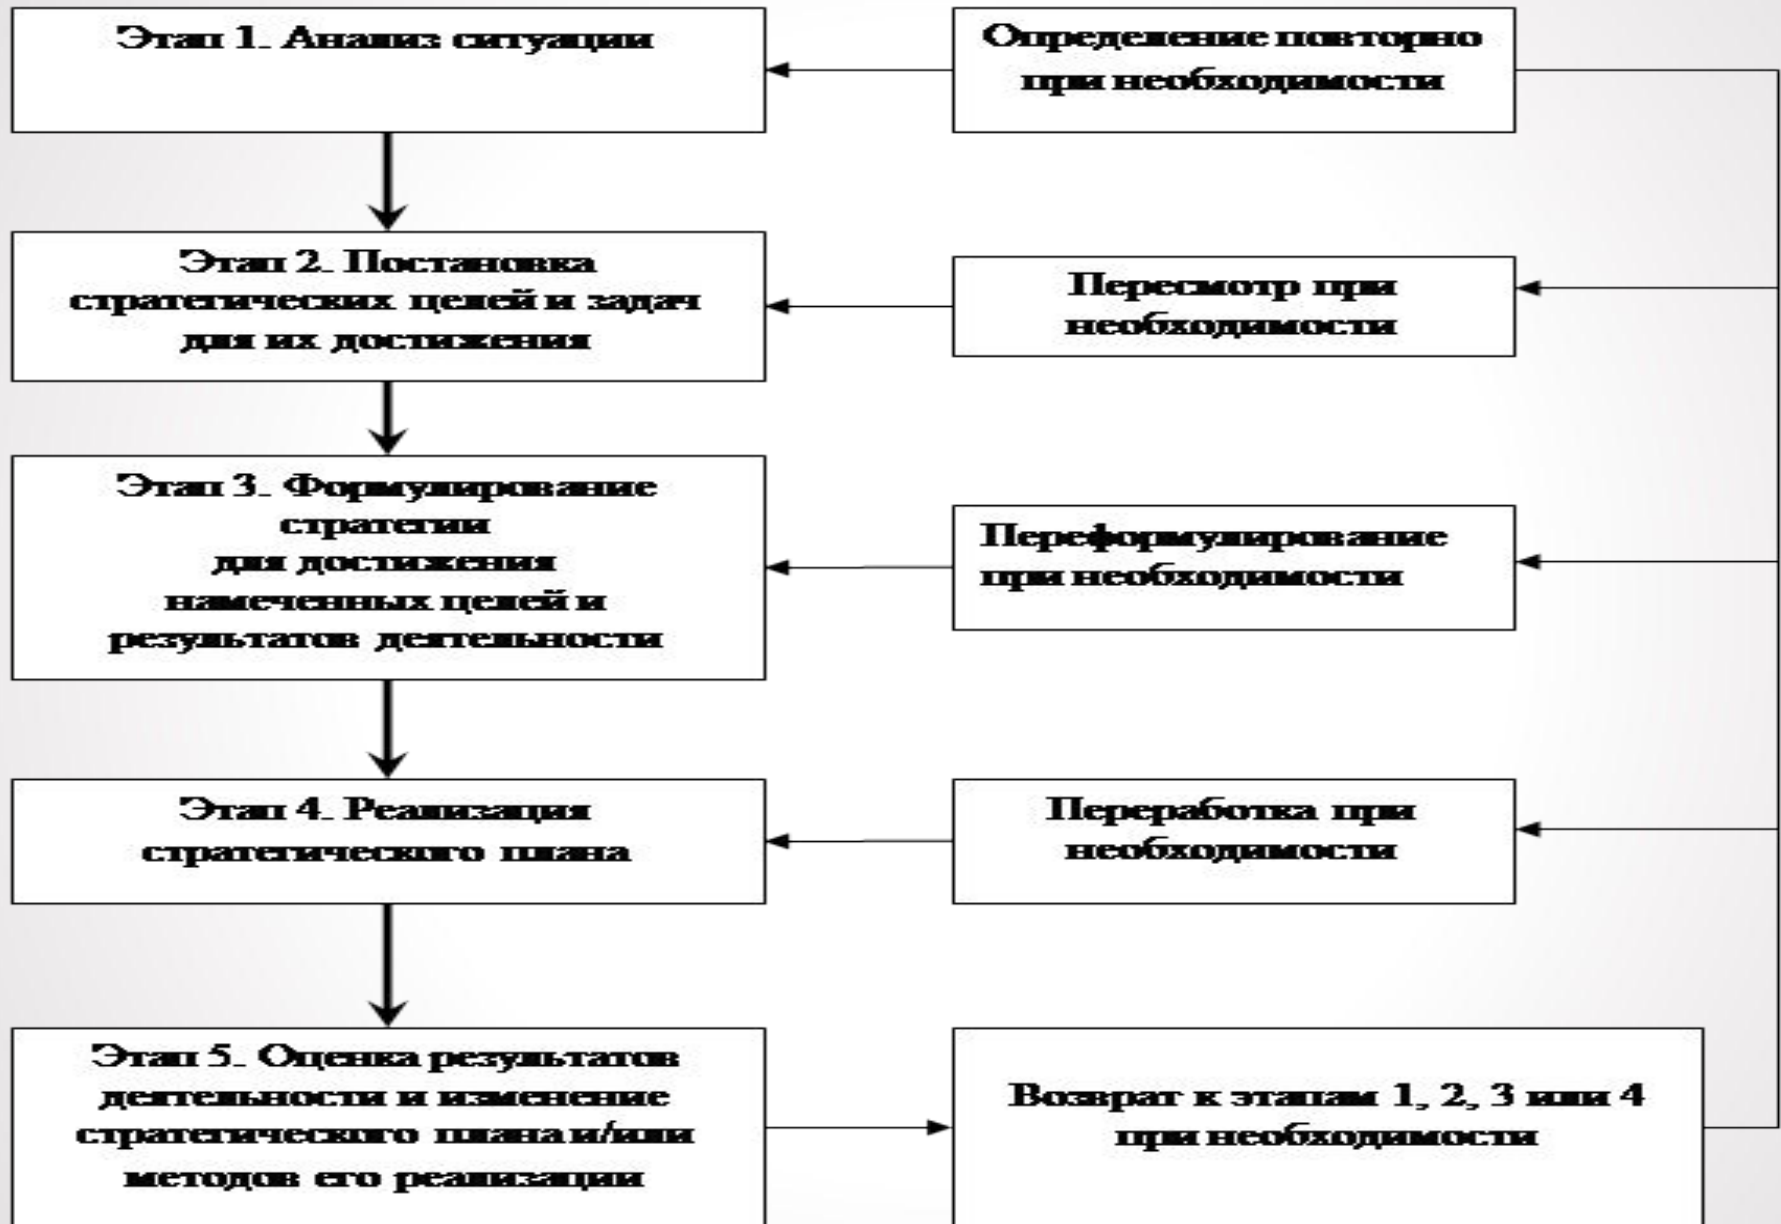 Этап 1. Анализ ситуации
Определение повторно
при необходимости
Этап 2. Постановка
стратегических целей и задач
для их достижения
Пересмотр при
необходимости
Этап 3. Формулирование
стратегии
для достижения
намеченных целей и
результатов деятельности
Переформулирование
при необходимости
Этап 4. Реализация
стратегического плана
Переработка при
необходимости
Этап 5. Оценка результатов
деятельности и изменение
стратегического плана и/или
методов его реализации
Возврат к этапам 1, 2, 3 или 4
при необходимости